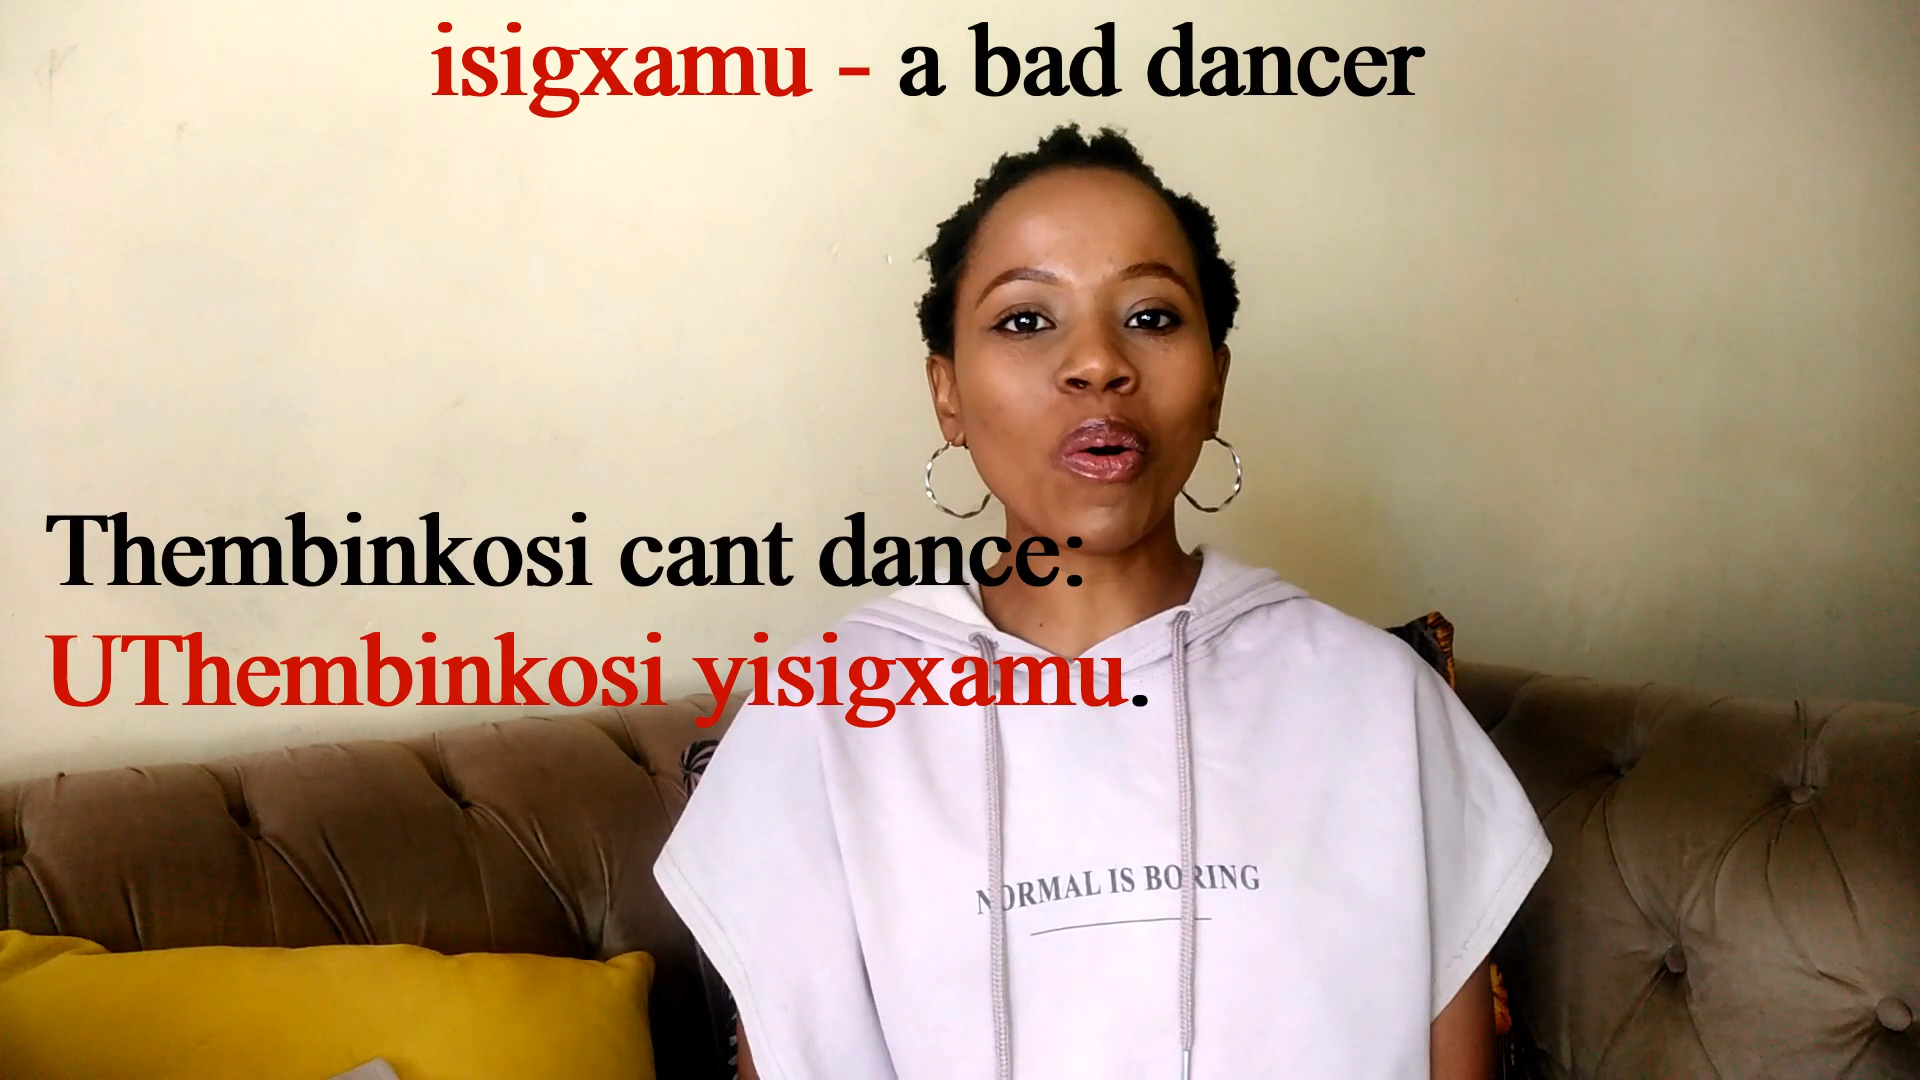 isigxamu - a bad dancer
Thembinkosi cant dance:
UThembinkosi yisigxamu.
NORMAL IS BORING